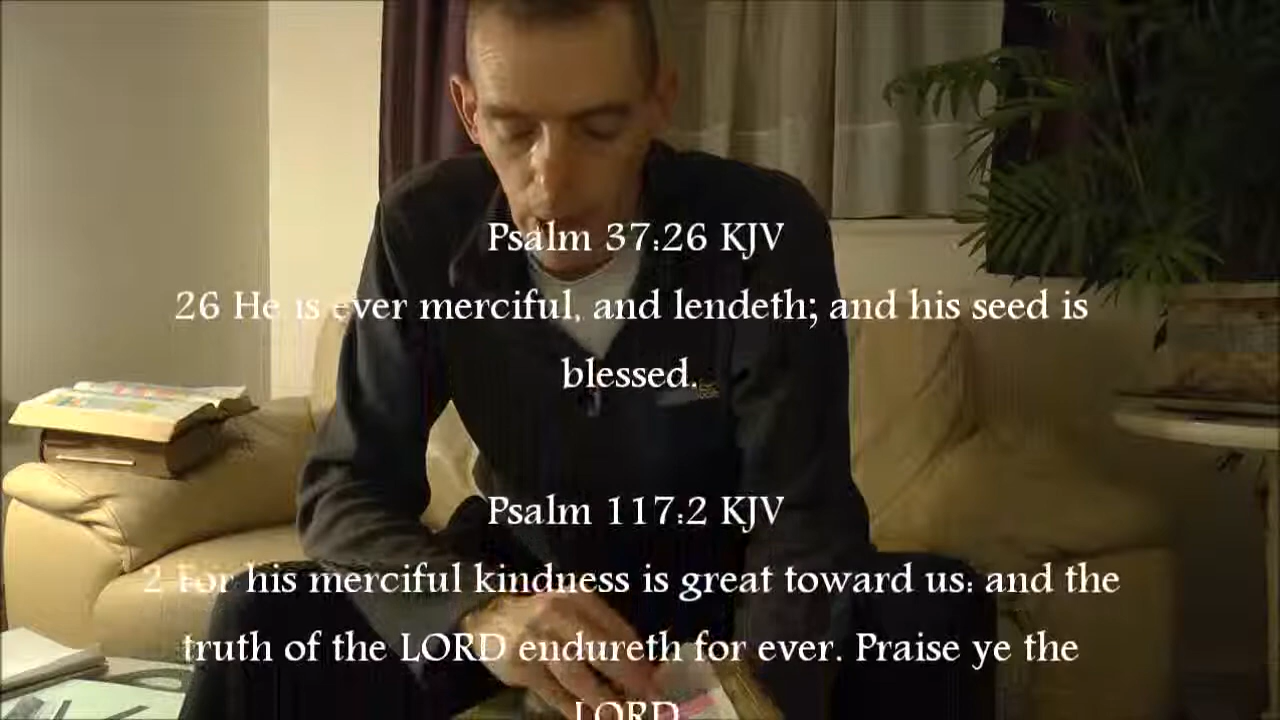 Psalm 37:26 KJV
26 He is ever merciful, and lendeth; and his seed is
blessed.
Psalm 117:2 KJV
2 For his merciful kindness is great toward us: and the
truth of the LORD endureth for ever. Praise ye the
LORD.